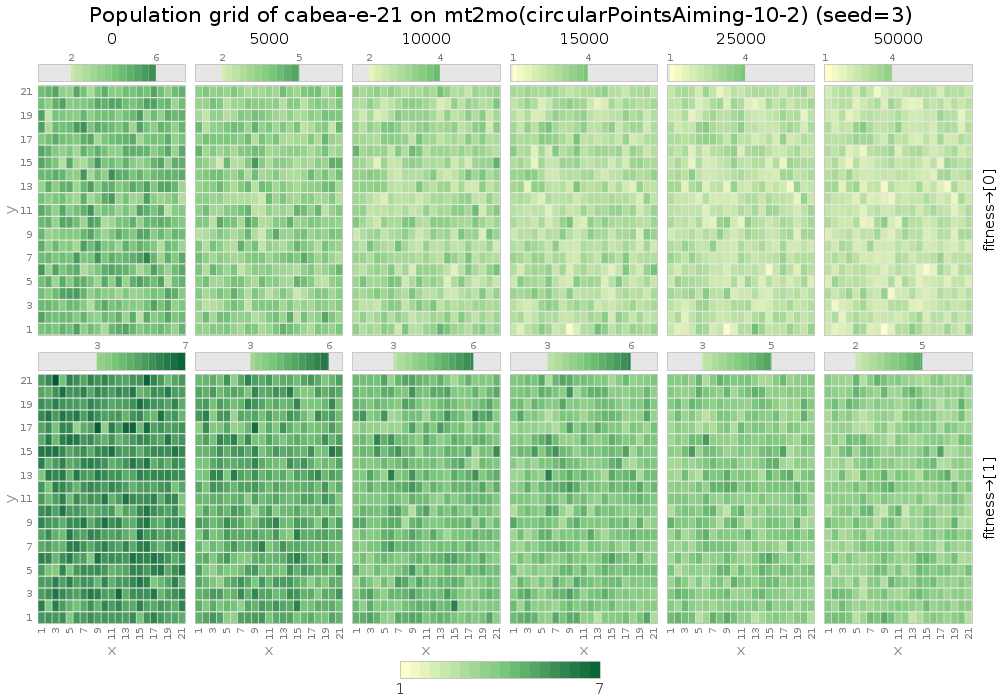 Population grid of cabea-e-21 on mt2mo(circularPointsAiming-10-2) (seed=3)
0 5000 10000 15000 25000 50000
2 6 2 5 2 4 1 4 1 4 1 4
21
19
17
15
13
11
9
7
5
3
1
y
fitness→[0]
3 7 3 6 3 6 3 6 3 5 2 5
21
19
17
15
13
11
9
7
5
3
1
y
fitness→[1]
1 3 5 7 9 11 13 15 17 19 21 1 3 5 7 9 11 13 15 17 19 21 1 3 5 7 9 11 13 15 17 19 21 1 3 5 7 9 11 13 15 17 19 21 1 3 5 7 9 11 13 15 17 19 21 1 3 5 7 9 11 13 15 17 19 21
x x x x x x
1 7